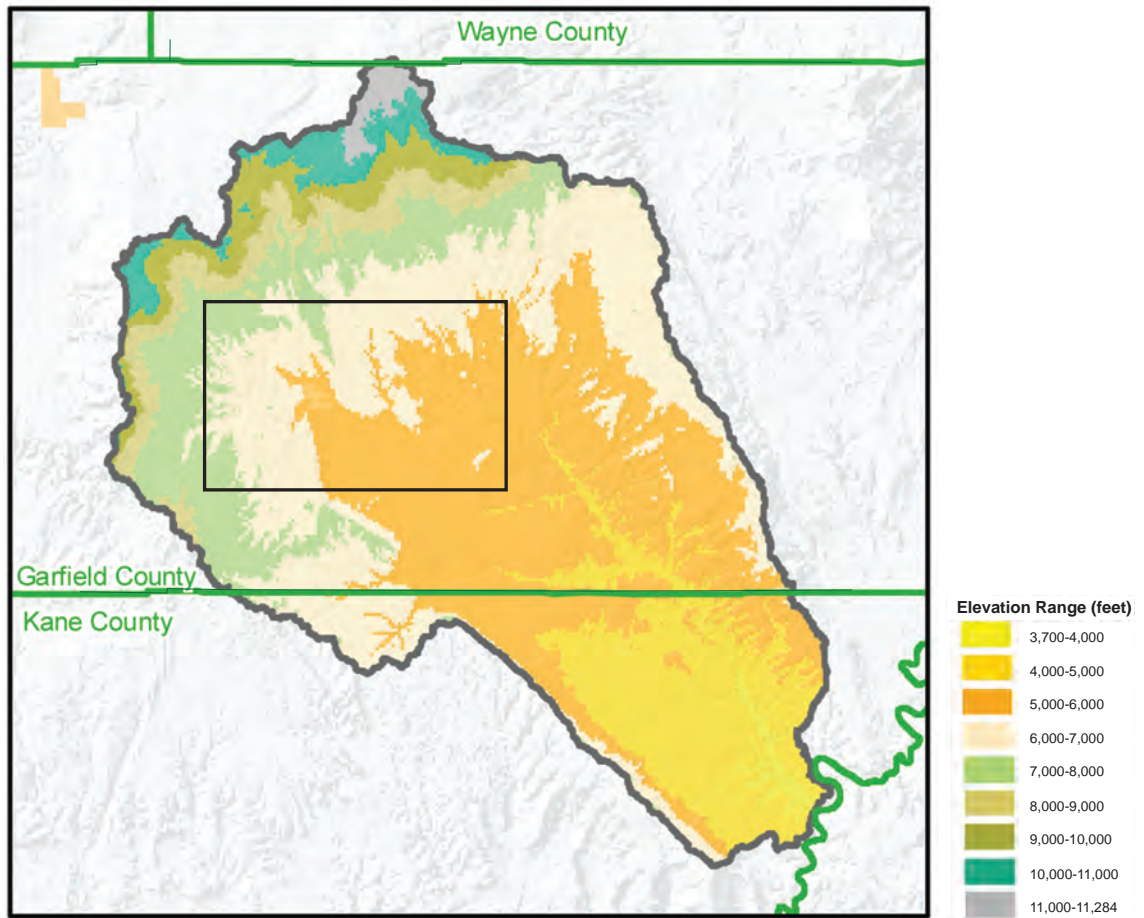 Wayne County
Garfield County
Kane County
Elevation Range (feet)
3,700-4,000
4,000-5,000
5,000-6,000
6,000-7,000
7,000-8,000
8,000-9,000
9,000-10,000
10,000-11,000
11,000-11,284